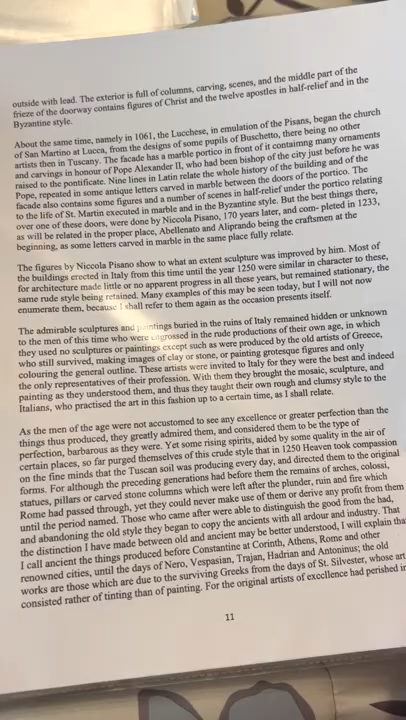 outside with lead. The exterior is full of columns, carving, scenes, and the middle part of the
frieze of the doorway contains figures of Christ and the twelve apostles in half-relief and in the
Byzantine style.
About the same time, namely in 1061, the Lucchese, in emulation of the Pisans, began the church
of San Martino at Lucca, from the designs of some pupils of Buschetto, there being no other
artists then in Tuscany. The facade has a marble portico in front of it containng many ornaments
and carvings in honour of Pope Alexander II, who had been bishop of the city just before he was
raised to the pontificate. Nine lines in Latin relate the whole history of the building and of the
Pope, repeated in some antique letters carved in marble between the doors of the portico. The
facade also contains some figures and a number of scenes in half-relief under the portico relating
to the life of St. Martin executed in marble and in the Byzantine style. But the best things there,
over one of these doors, were done by Niccola Pisano, 170 years later, and com- pleted in 1233,
as will be related in the proper place, Abellenato and Aliprando being the craftsmen at the
beginning, as some letters carved in marble in the same place fully relate.
The figures by Niccola Pisano show to what an extent sculpture was improved by him. Most of
the buildings erected in Italy from this time until the year 1250 were similar in character to these,
for architecture made little or no apparent progress in all these years, but remained stationary, the
same rude style being retained. Many examples of this may be seen today, but I will not now
enumerate them, because I shall refer to them again as the occasion presents itself.
The admirable sculptures and paintings buried in the ruins of Italy remained hidden or unknown
to the men of this time who were engrossed in the rude productions of their own age, in which
they used no sculptures or paintings except such as were produced by the old artists of Greece,
who still survived, making images of clay or stone, or painting grotesque figures and only
colouring the general outline. These artists were invited to Italy for they were the best and indeed
the only representatives of their profession. With them they brought the mosaic, sculpture, and
painting as they understood them, and thus they taught their own rough and clumsy style to the
Italians, who practised the art in this fashion up to a certain time, as I shall relate.
As the men of the age were not accustomed to see any excellence or greater perfection than the
things thus produced, they greatly admired them, and considered them to be the type of
perfection, barbarous as they were. Yet some rising spirits, aided by some quality in the air of
certain places, so far purged themselves of this crude style that in 1250 Heaven took compassion
on the fine minds that the Tuscan soil was producing every day, and directed them to the original
forms. For although the preceding generations had before them the remains of arches, colossi,
statues, pillars or carved stone columns which were left after the plunder, ruin and fire which
Rome had passed through, yet they could never make use of them or derive any profit from them
until the period named. Those who came after were able to distinguish the good from the bad,
and abandoning the old style they began to copy the ancients with all ardour and industry. That
the distinction I have made between old and ancient may be better understood, I will explain that
I call ancient the things produced before Constantine at Corinth, Athens, Rome and other
renowned cities, until the days of Nero, Vespasian, Trajan, Hadrian and Antoninus; the old
works are those which are due to the surviving Greeks from the days of St. Silvester, whose art
consisted rather of tinting than of painting. For the original artists of excellence had perished in
11